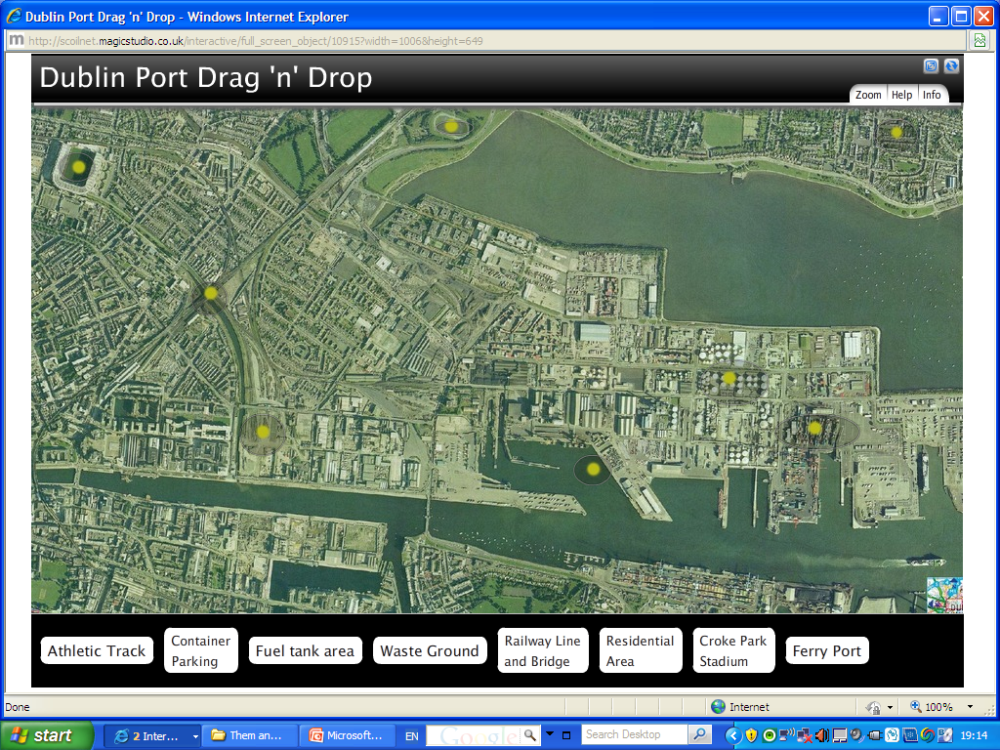 Dublin Port Drag 'n' Drop - Windows Internet Explorer
http://scoilnet.magicstudio.co.uk/interactive/full_screen_object/10915?width=1006&height=649
Dublin Port Drag 'n' Drop
Zoom Help Info
Athletic Track
Container
Parking
Fuel tank area
Waste Ground
Railway Line
and Bridge
Residential
Area
Croke Park
Stadium
Ferry Port
Done
Internet
100%
start
2 Inter...
Them an...
Microsoft...
EN
Google
Search Desktop
19:14